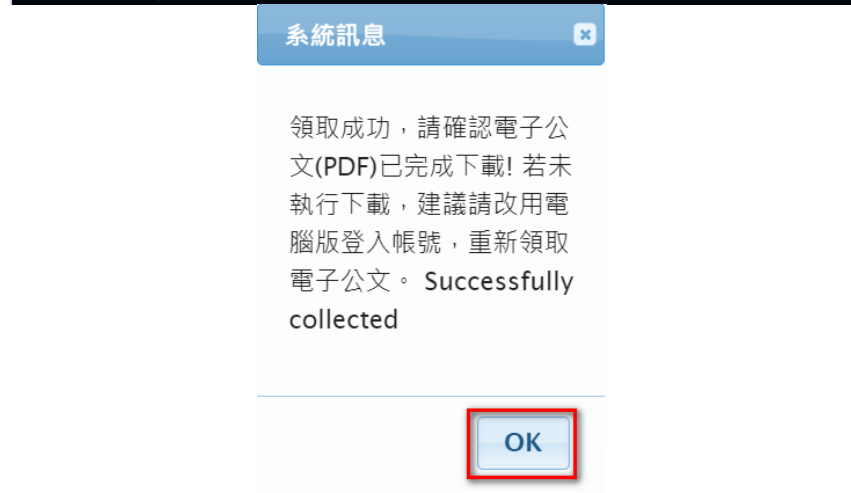 系統訊息
領取成功，請確認電子公
文(PDF)已完成下載! 若未
執行下載，建議請改用電
腦版登入帳號，重新領取
電子公文。 Successfully
collected
OK